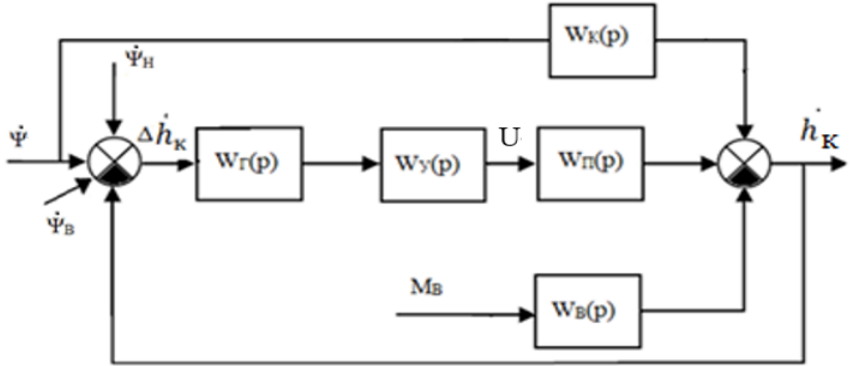 Wк(p)
Ψ̇н
Ψ̇
Δḣк
Wг(p)
Wу(p)
U
Wп(p)
ḣк
Ψ̇в
Mв
Wв(p)